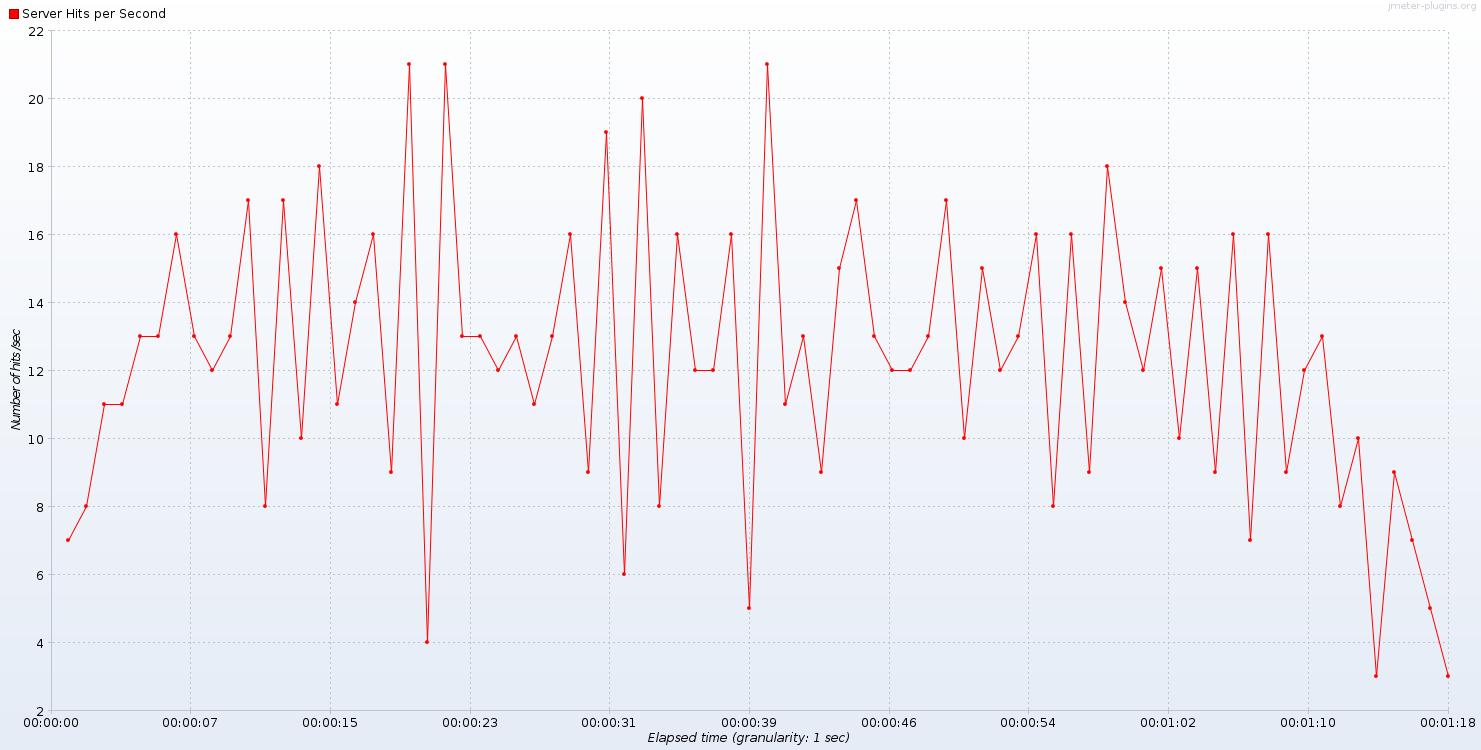 jmeter-plugins.org
Server Hits per Second
22
20
18
16
14
12
10
8
6
4
2
Number of hits /sec
00:00:00 00:00:07 00:00:15 00:00:23 00:00:31 00:00:39 00:00:46 00:00:54 00:01:02 00:01:10 00:01:18
Elapsed time (granularity: 1 sec)